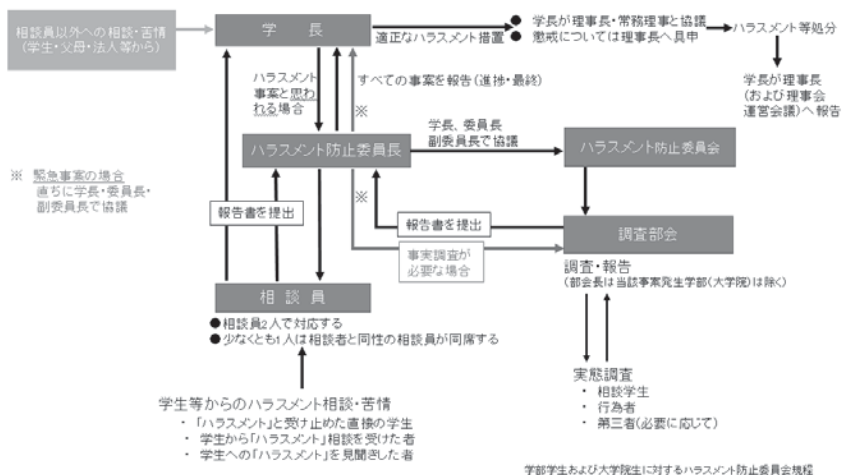 相談員以外への相談・苦情
(学生・父母・法人等から)
学　長
適正なハラスメント措置
● 学長が理事長・常務理事と協議
● 懲戒については理事長へ具申
ハラスメント等処分
学長が理事長
(および理事会
運営会議)へ報告
ハラスメント
事案と思わ
れる場合
すべての事案を報告(進捗・最終)
※
ハラスメント防止委員長
学長、委員長
副委員長で協議
ハラスメント防止委員会
※ 緊急事案の場合
直ちに学長・委員長・
副委員長で協議
※
報告書を提出
報告書を提出
調査部会
事実調査が
必要な場合
調査・報告
(部会長は当該事案発生学部(大学院)は除く)
相　談　員
●相談員2人で対応する
●少なくとも1人は相談者と同性の相談員が同席する
実態調査
・ 相談学生
・ 行為者
・ 第三者(必要に応じて)
学生等からのハラスメント相談・苦情
・ 「ハラスメント」と受け止めた直接の学生
・ 学生から「ハラスメント」相談を受けた者
・ 学生への「ハラスメント」を見聞きした者
学部学生および大学院生に対するハラスメント防止委員会規程